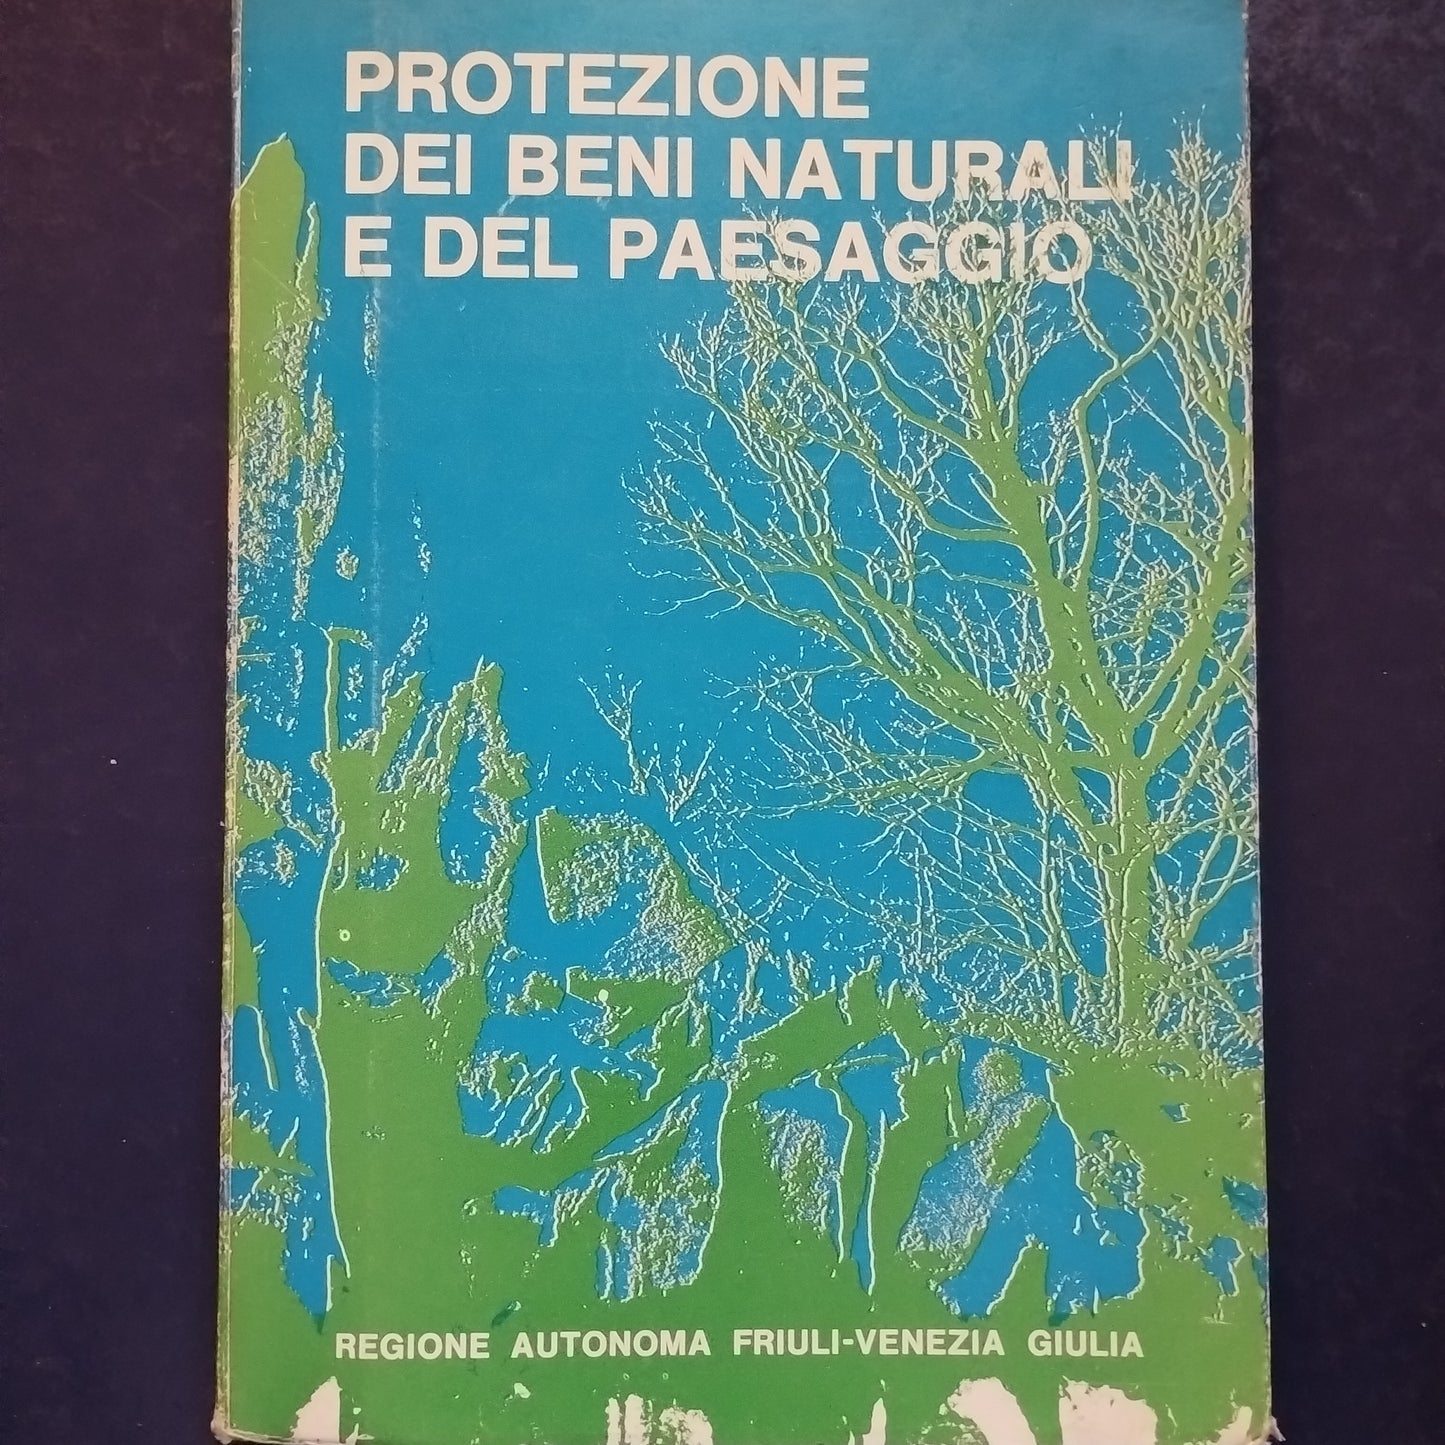 PROTEZIONE
DEI BENI NATURALI
E DEL PAESAGGIO
REGIONE AUTONOMA FRIULI-VENEZIA GIULIA